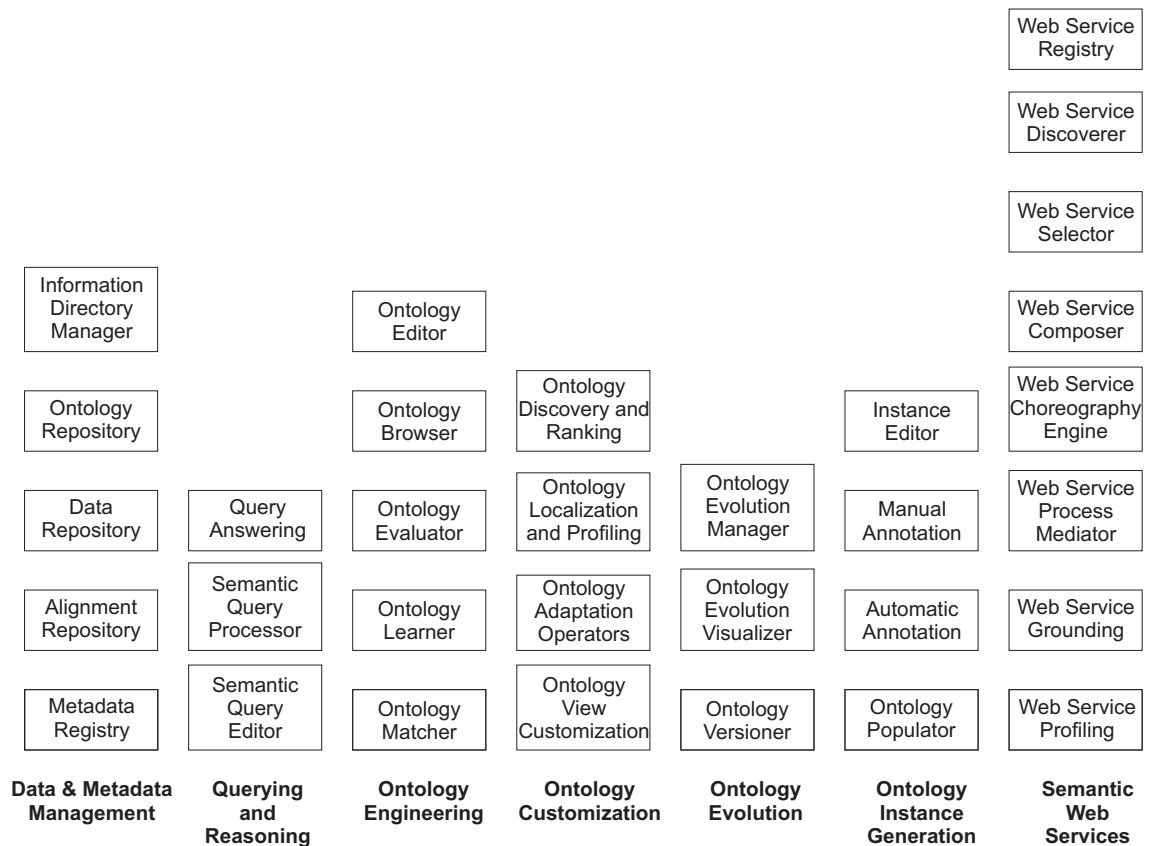 Web Service
Registry
Web Service
Discoverer
Web Service
Selector
Information
Directory
Manager
Ontology
Editor
Web Service
Composer
Ontology
Repository
Ontology
Browser
Ontology
Discovery and
Ranking
Instance
Editor
Web Service
Choreography
Engine
Data
Repository
Query
Answering
Ontology
Evaluator
Ontology
Localization
and Profiling
Ontology
Evolution
Manager
Manual
Annotation
Web Service
Process
Mediator
Alignment
Repository
Semantic
Query
Processor
Ontology
Learner
Ontology
Adaptation
Operators
Ontology
Evolution
Visualizer
Automatic
Annotation
Web Service
Grounding
Metadata
Registry
Semantic
Query
Editor
Ontology
Matcher
Ontology
View
Customization
Ontology
Versioner
Ontology
Populator
Web Service
Profiling
Data & Metadata
Management
Querying
and
Reasoning
Ontology
Engineering
Ontology
Customization
Ontology
Evolution
Ontology
Instance
Generation
Semantic
Web
Services